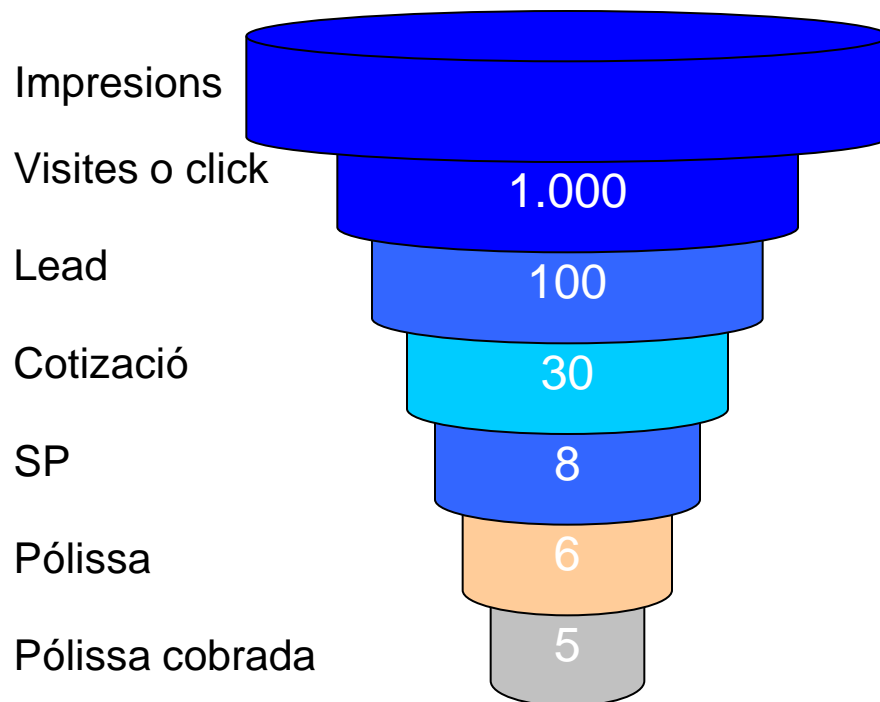 Impresions
Visites o click
1.000
Lead
100
Cotizació
30
SP
8
Pólissa
6
Pólissa cobrada
5